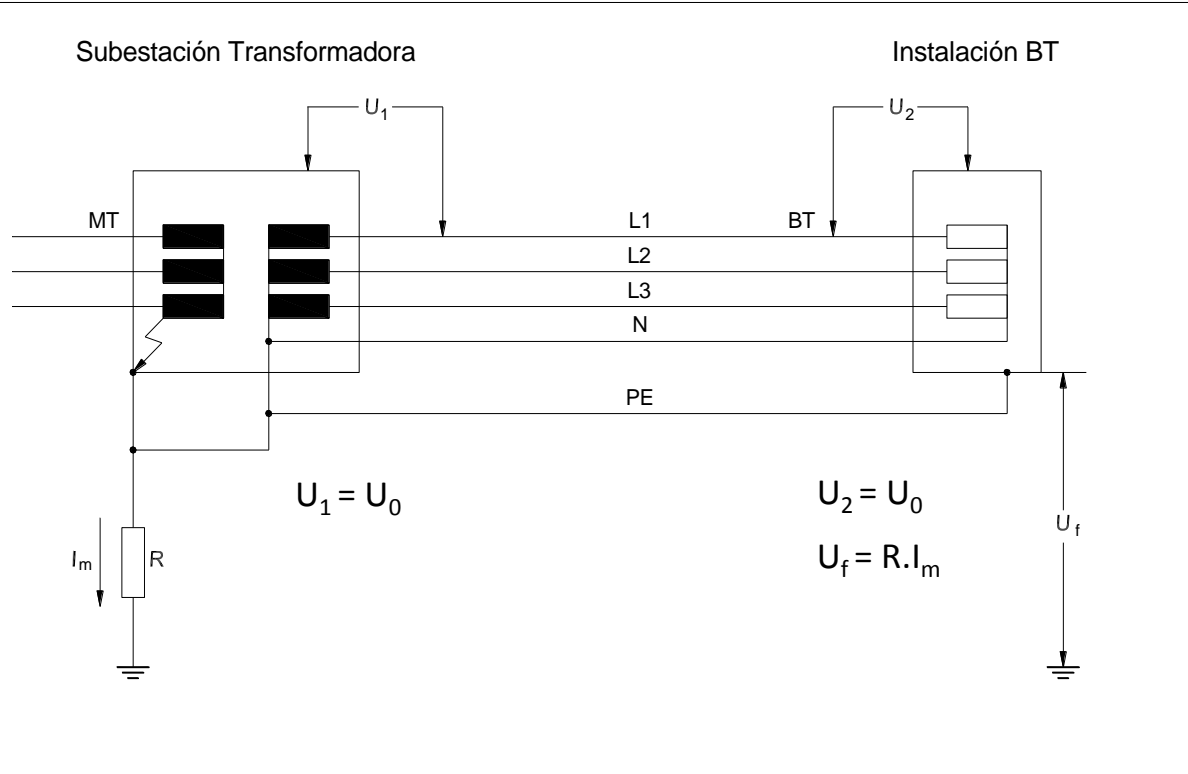 Subestación Transformadora
Instalación BT
U1
U2
MT
L1
BT
L2
L3
N
PE
U1 = U0
U2 = U0
Uf
Im
R
Uf = R.Im